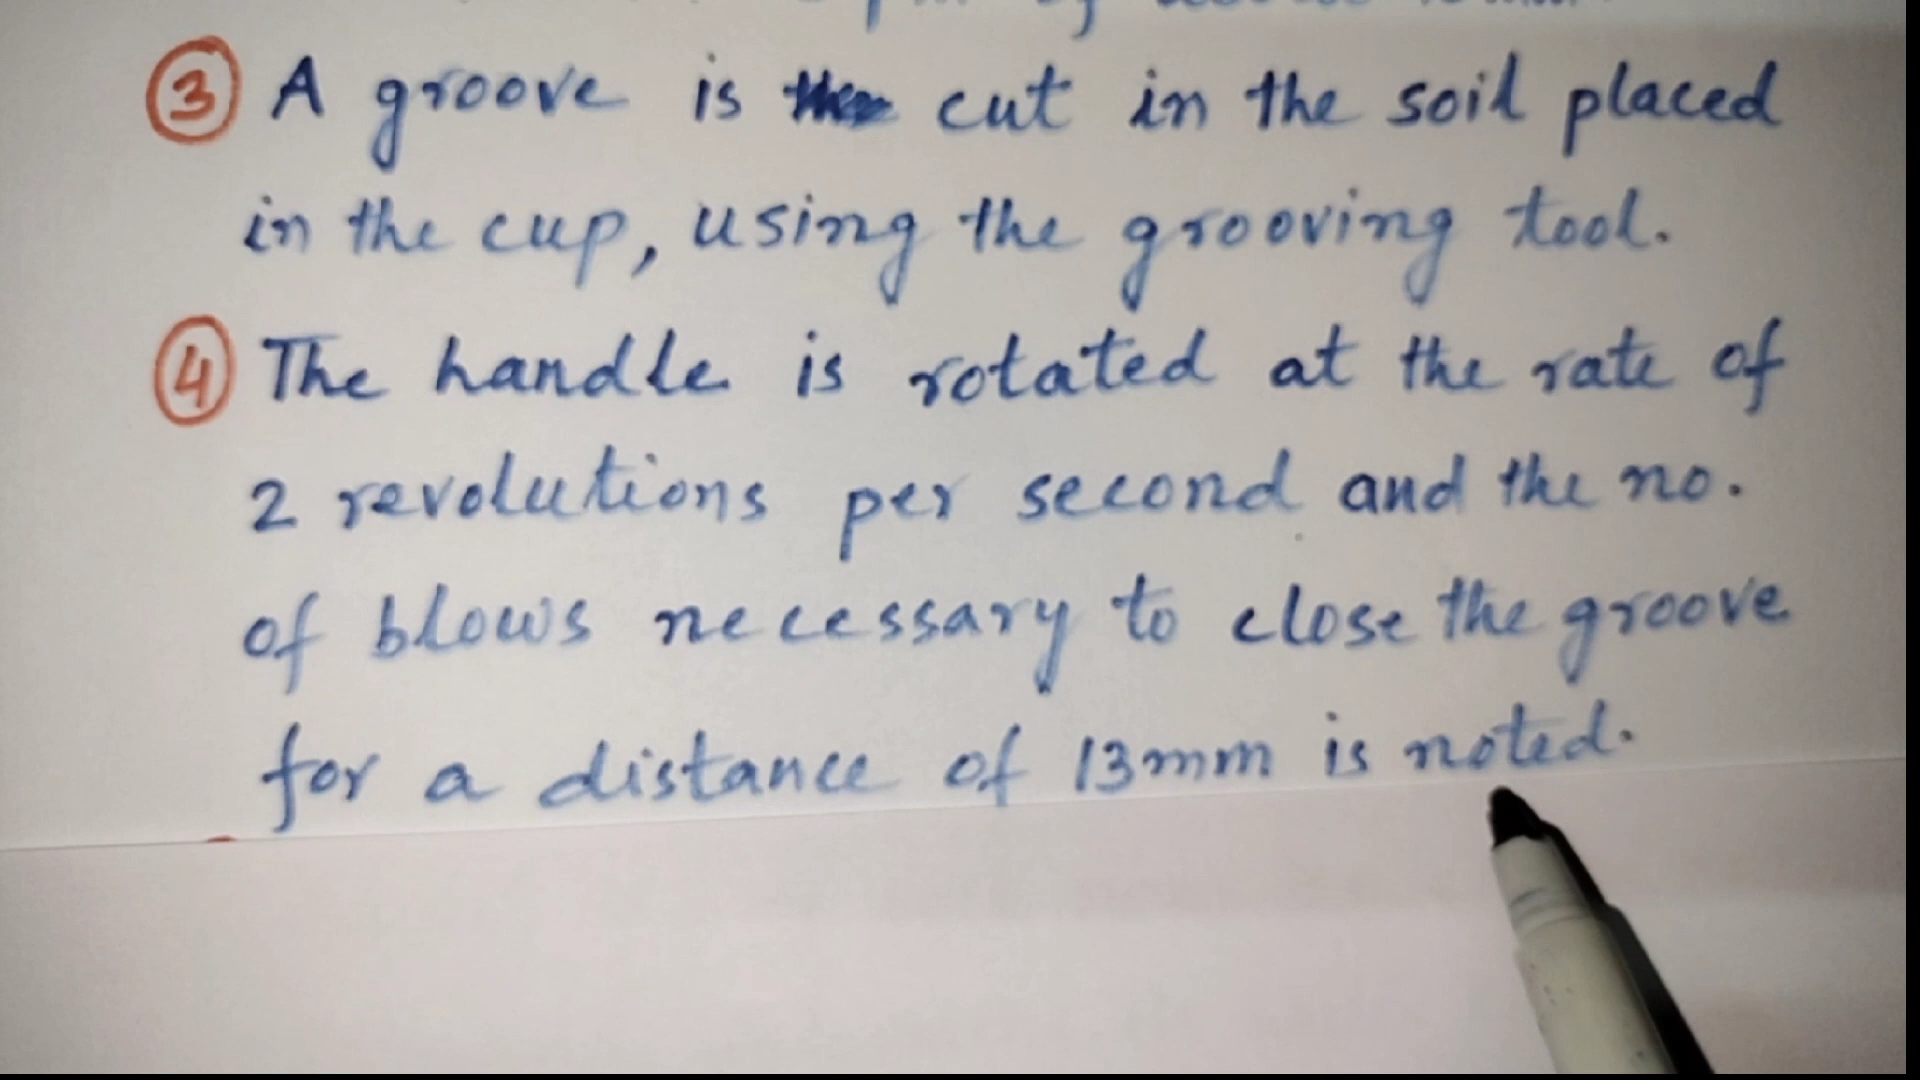 ③ A groove is cut in the soil placed
in the cup, using the grooving tool.
④ The handle is rotated at the rate of
2 revolutions per second and the no.
of blows necessary to close the groove
for a distance of 13mm is noted.